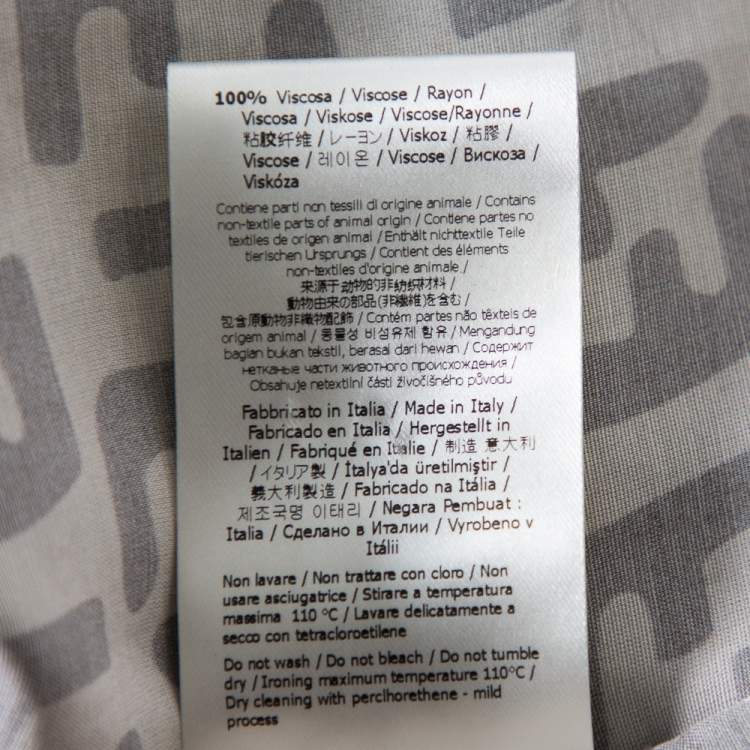 100% Viscosa / Viscose / Rayon /
Viscosa / Viskose / Viscose/Rayonne /
粘胶纤维 / レーヨン / Viskoz / 粘膠 /
Viscose / 레이온 / Viscose / Вискоза /
Viskóza
Contiene parti non tessili di origine animale / Contains
non-textile parts of animal origin / Contiene partes no
textiles de origen animal / Enthält nichttextile Teile
tierischen Ursprungs / Contient des éléments
non-textiles d'origine animale /
来源于动物的非纺织材料 /
動物由来の部品(非繊維)を含む /
包含原動物非織物配飾 / Contém partes não têxteis de
origem animal / 동물성 비섬유제 함유 / Mengandung
bagian bukan tekstil, berasal dari hewan / Содержит
нетканые части животного происхождения /
Obsahuje netextilní části živočišného původu
Fabbricato in Italia / Made in Italy /
Fabricado en Italia / Hergestellt in
Italien / Fabriqué en Italie / 制造 意大利
/ イタリア製 / İtalya'da üretilmiştir /
義大利製造 / Fabricado na Itália /
제조국명 이태리 / Negara Pembuat :
Italia / Сделано в Италии / Vyrobeno v
Itálii
Non lavare / Non trattare con cloro / Non
usare asciugatrice / Stirare a temperatura
massima 110 °C / Lavare delicatamente a
secco con tetracloroetilene
Do not wash / Do not bleach / Do not tumble
dry / Ironing maximum temperature 110°C /
Dry cleaning with perclhorethene - mild
process